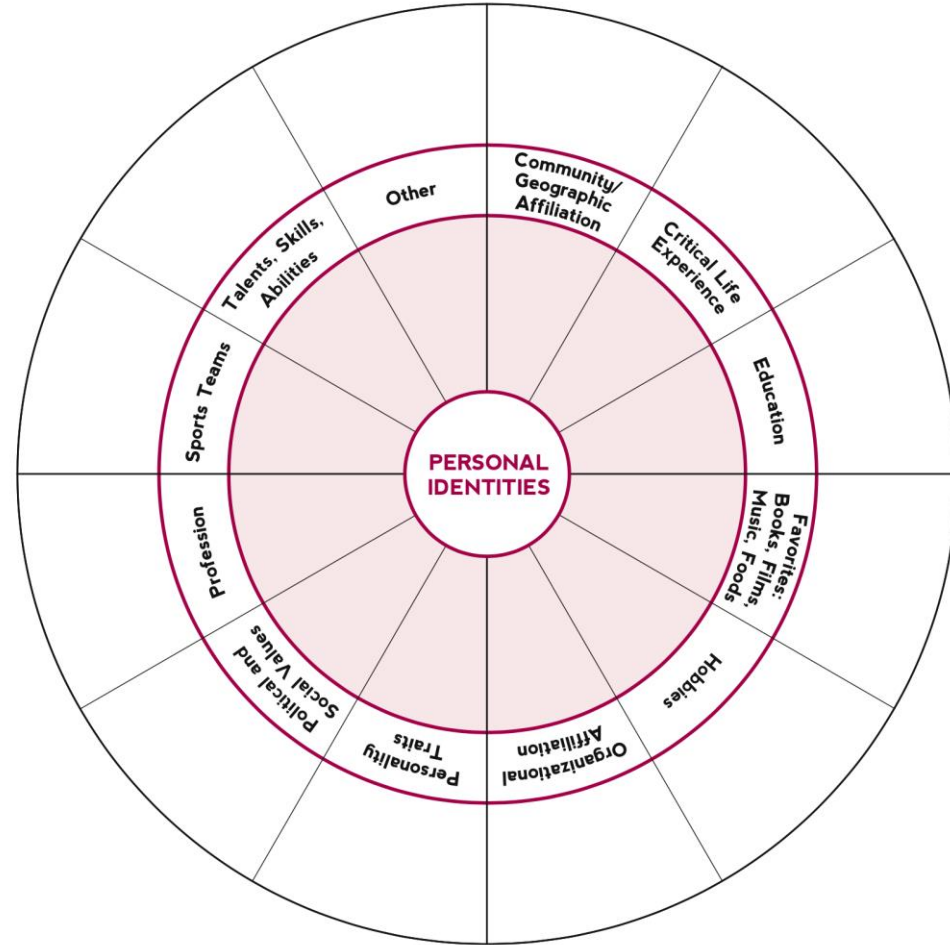 Community/
Geographic
Affiliation
Critical Life
Experience
Education
Favorites:
Books, Films,
Music, Foods
Hobbies
Organizational
Affiliation
Personality
Traits
Political and
Social Values
Profession
Sports Teams
Talents, Skills,
Abilities
Other
PERSONAL
IDENTITIES